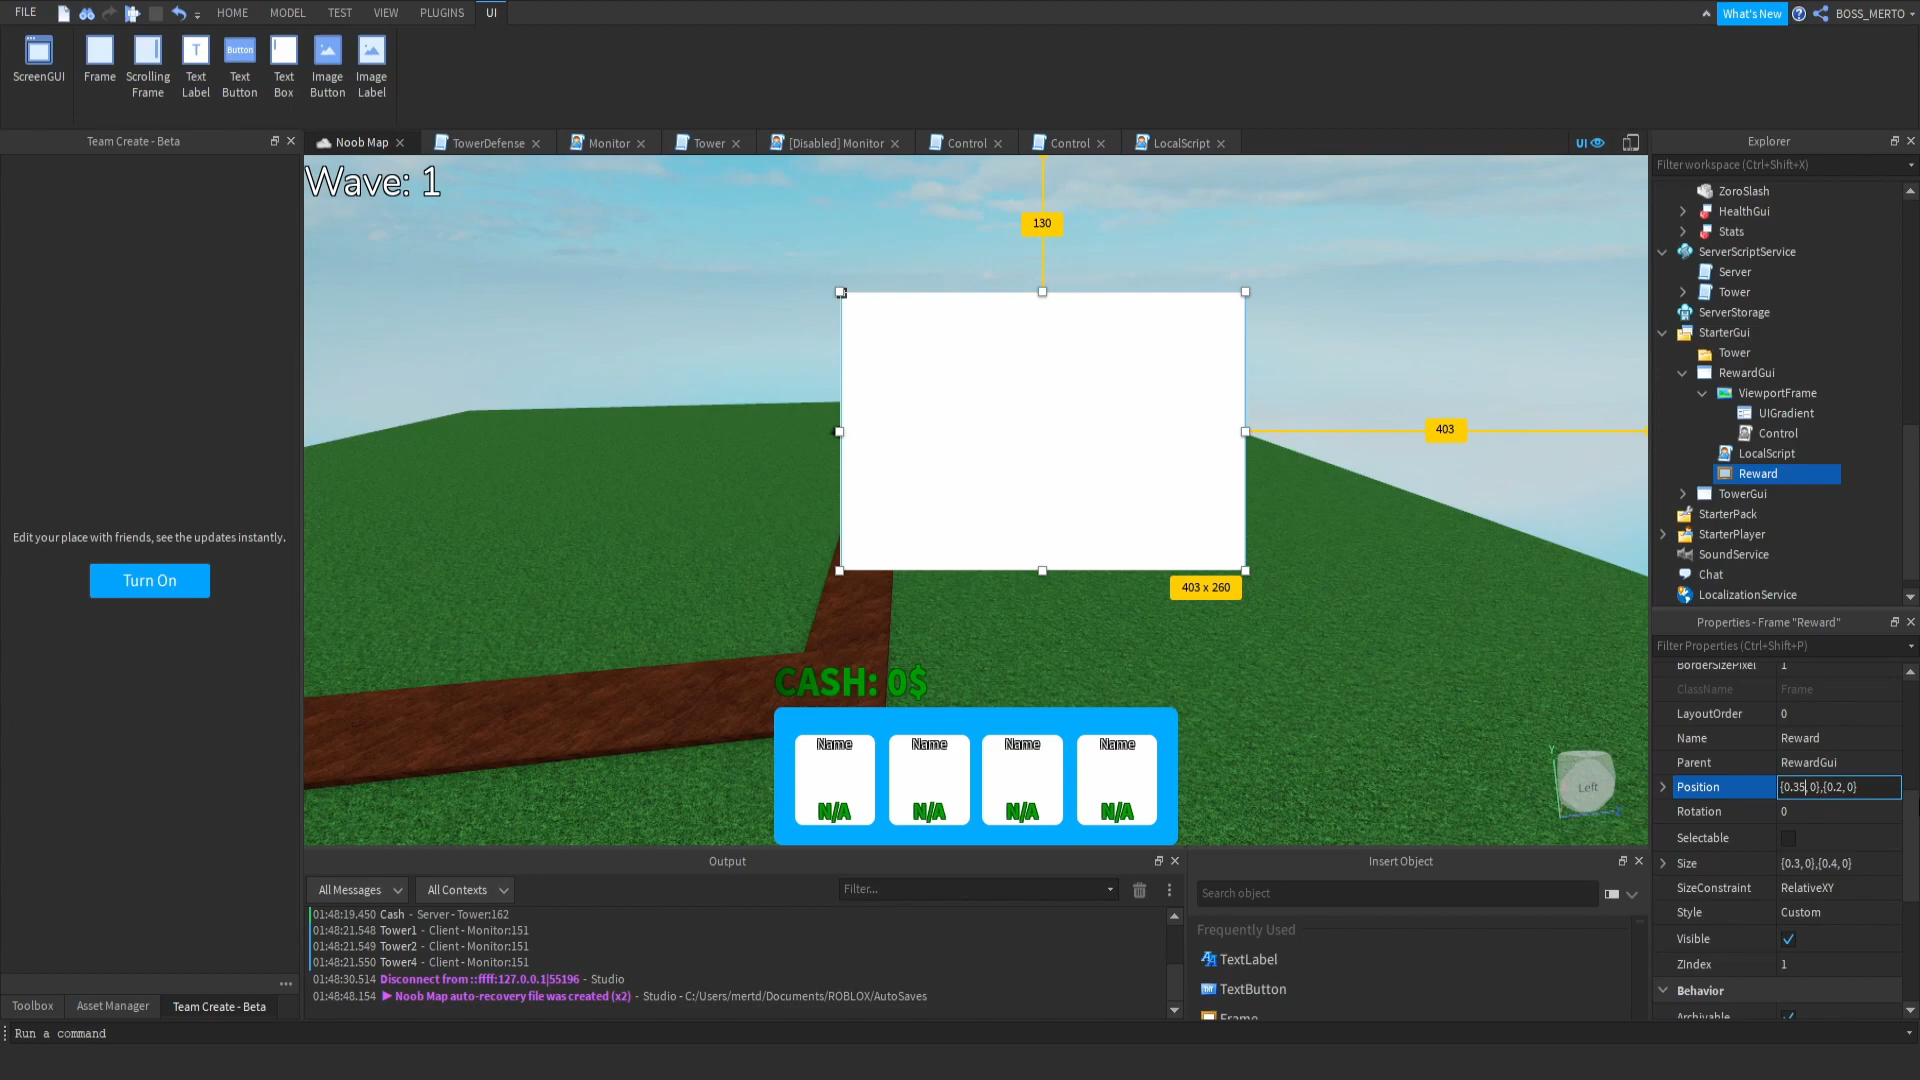 FILE HOME MODEL TEST VIEW PLUGINS UI What's New BOSS_MERTO
ScreenGUI Frame Scrolling Frame Text Label Text Button Button Text Box Image Button Image Label
Team Create - Beta
Edit your place with friends, see the updates instantly.
Turn On
Toolbox Asset Manager Team Create - Beta
Noob Map TowerDefense Monitor Tower [Disabled] Monitor Control Control LocalScript UI
Wave: 1
130
403
403 x 260
CASH: 0$
Name Name Name Name
N/A N/A N/A N/A
Y
Left
Output
All Messages All Contexts Filter...
01:48:19.450 Cash - Server - Tower:162
01:48:21.548 Tower1 - Client - Monitor:151
01:48:21.549 Tower2 - Client - Monitor:151
01:48:21.550 Tower4 - Client - Monitor:151
01:48:30.514 Disconnect from ::ffff:127.0.0.1|55196 - Studio
01:48:48.154 Noob Map auto-recovery file was created (x2) - Studio - C:/Users/mertd/Documents/ROBLOX/AutoSaves
Insert Object
Search object
Frequently Used
TextLabel
TextButton
Frame
Explorer
Filter workspace (Ctrl+Shift+X)
ZoroSlash
HealthGui
Stats
ServerScriptService
Server
Tower
ServerStorage
StarterGui
Tower
RewardGui
ViewportFrame
UIGradient
Control
LocalScript
Reward
TowerGui
StarterPack
StarterPlayer
SoundService
Chat
LocalizationService
Properties - Frame "Reward"
Filter Properties (Ctrl+Shift+P)
BorderSizePixel 1
ClassName Frame
LayoutOrder 0
Name Reward
Parent RewardGui
Position {0.35, 0},{0.2, 0}
Rotation 0
Selectable
Size {0.3, 0},{0.4, 0}
SizeConstraint RelativeXY
Style Custom
Visible
ZIndex 1
Behavior
Archivable
Run a command